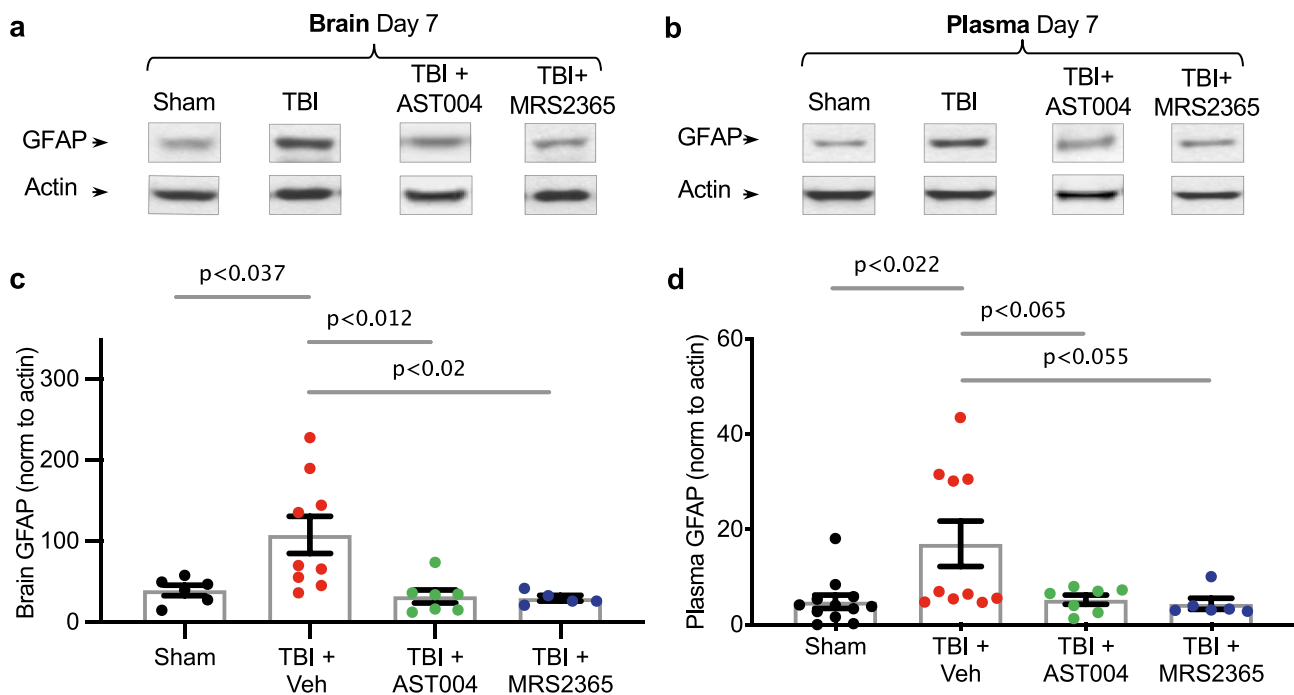 a
Brain Day 7
Sham
TBI
TBI +
AST004
TBI+
MRS2365
GFAP
Actin
b
Plasma Day 7
Sham
TBI
TBI+
AST004
TBI+
MRS2365
GFAP
Actin
c
p<0.037
p<0.012
p<0.02
Brain GFAP (norm to actin)
300
200
100
0
Sham
TBI +
Veh
TBI +
AST004
TBI +
MRS2365
d
p<0.022
p<0.065
p<0.055
Plasma GFAP (norm to actin)
60
40
20
0
Sham
TBI +
Veh
TBI +
AST004
TBI +
MRS2365